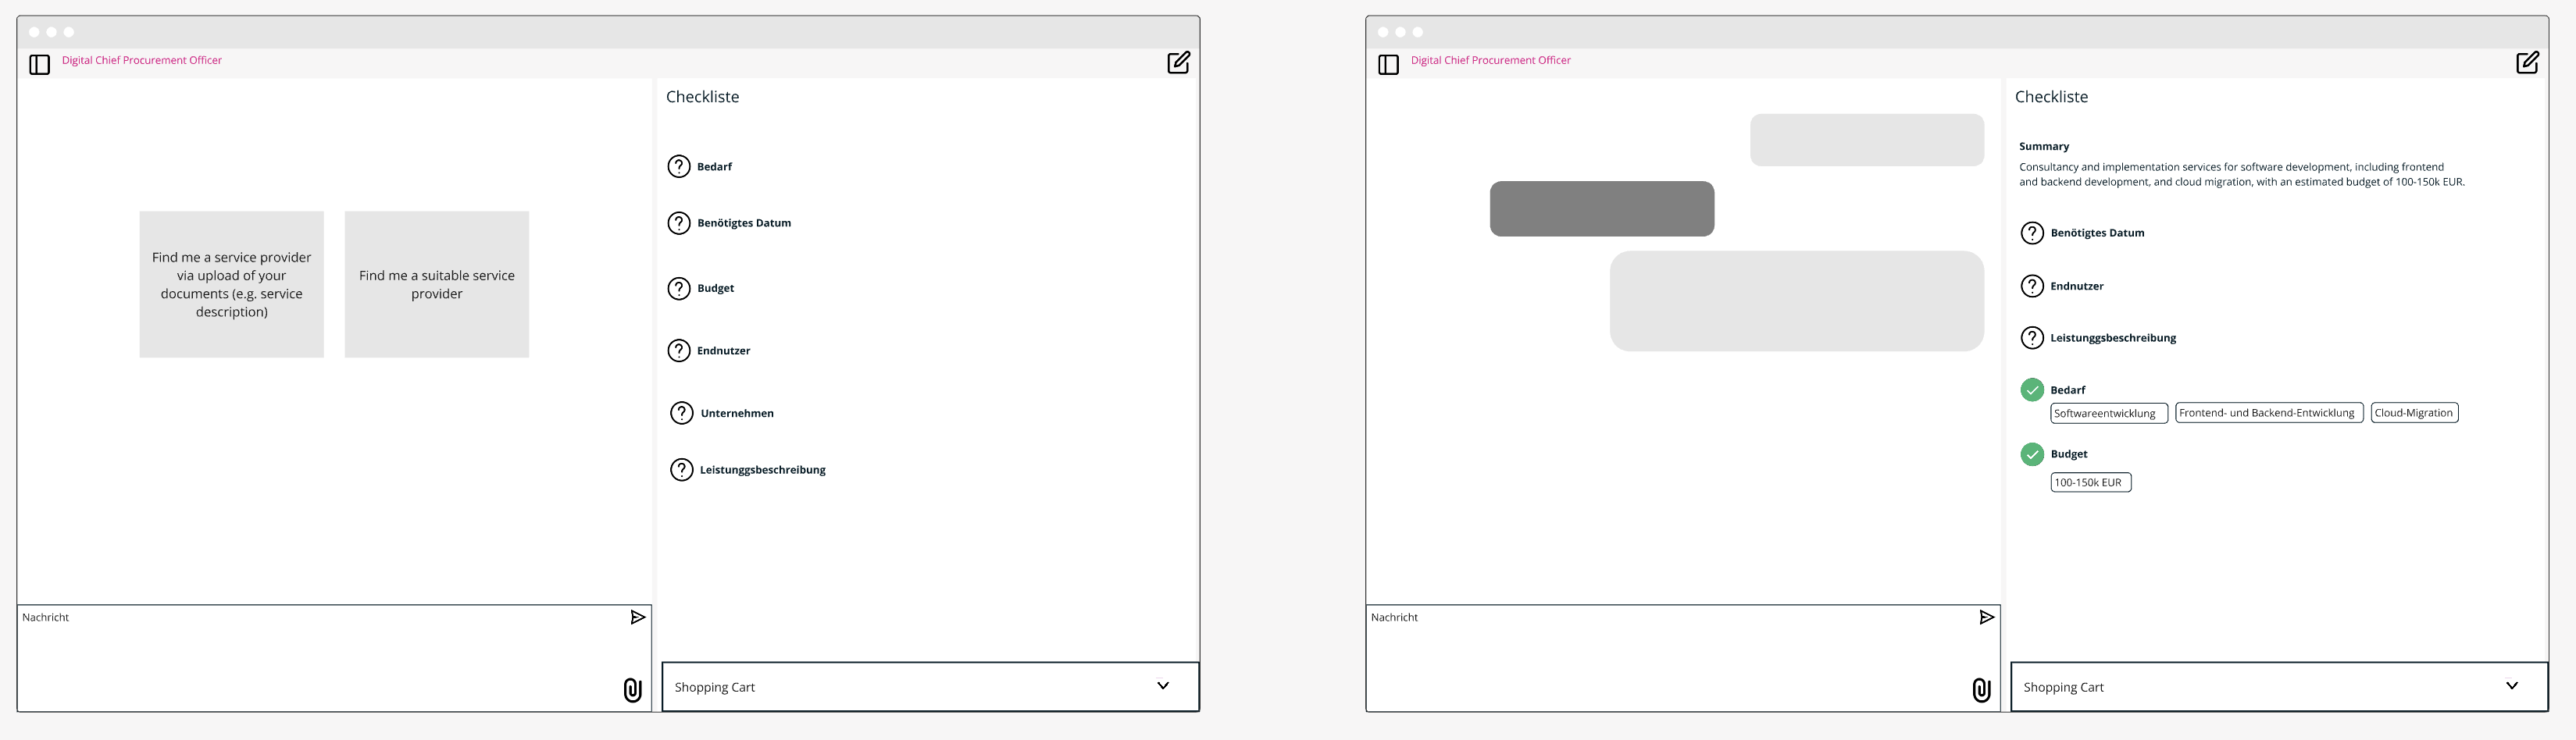 Digital Chief Procurement Officer
Find me a service provider
via upload of your
documents (e.g. service
description)
Find me a suitable service
provider
Nachricht
Checkliste
Bedarf
Benötigtes Datum
Budget
Endnutzer
Unternehmen
Leistunggsbeschreibung
Shopping Cart
Digital Chief Procurement Officer
Nachricht
Checkliste
Summary
Consultancy and implementation services for software development, including frontend
and backend development, and cloud migration, with an estimated budget of 100-150k EUR.
Benötigtes Datum
Endnutzer
Leistunggsbeschreibung
Bedarf
Softwareentwicklung Frontend- und Backend-Entwicklung Cloud-Migration
Budget
100-150k EUR
Shopping Cart